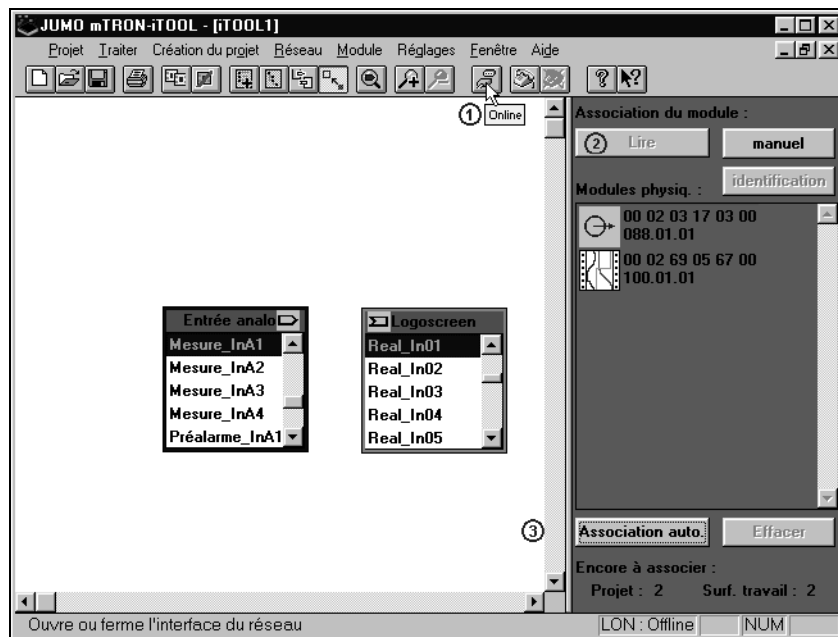 JUMO mTRON-iTOOL - [iTOOL1]
Projet Traiter Création du projet Réseau Module Réglages Fenêtre Aide
1 Online
Association du module :
2 Lire manuel
identification
Modules physiq. :
00 02 03 17 03 00
088.01.01
00 02 69 05 67 00
100.01.01
Entrée analo
Mesure_InA1
Mesure_InA2
Mesure_InA3
Mesure_InA4
Préalarme_InA1
Logoscreen
Real_In01
Real_In02
Real_In03
Real_In04
Real_In05
3 Association auto. Effacer
Encore à associer :
Projet : 2 Surf. travail : 2
Ouvre ou ferme l'interface du réseau LON : Offline NUM